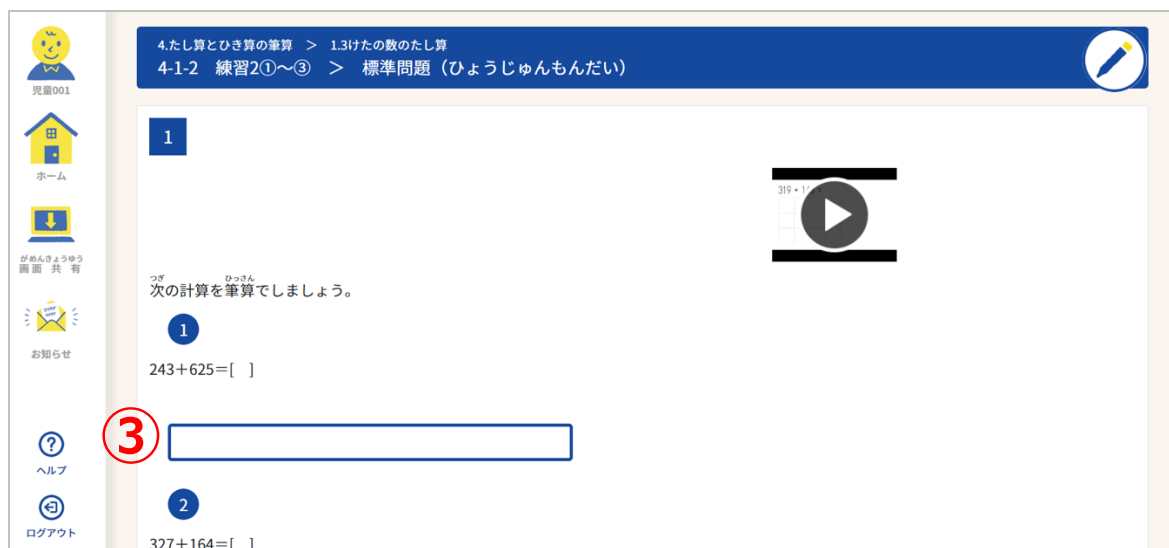 児童001
ホーム
がめんきょうゆう
画面共有
お知らせ
?
ヘルプ
ログアウト
4.たし算とひき算の筆算 > 1.3けたの数のたし算
4-1-2 練習2①~③ > 標準問題（ひょうじゅんもんだい）
1
319 +
つぎ ひっさん
次の計算を筆算でしましょう。
1
243+625=[ ]
③
2
327+164=[ ]